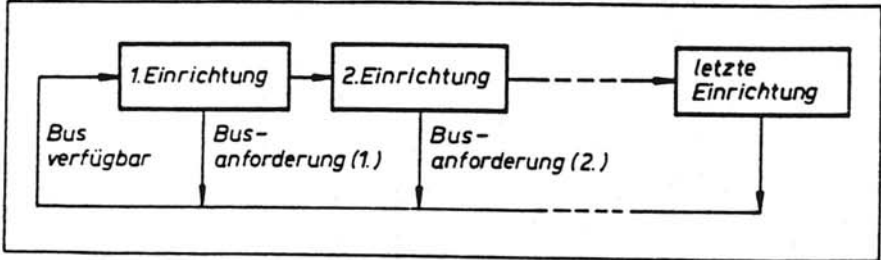 1. Einrichtung
2. Einrichtung
letzte
Einrichtung
Bus
verfügbar
Bus-
anforderung (1.)
Bus-
anforderung (2.)